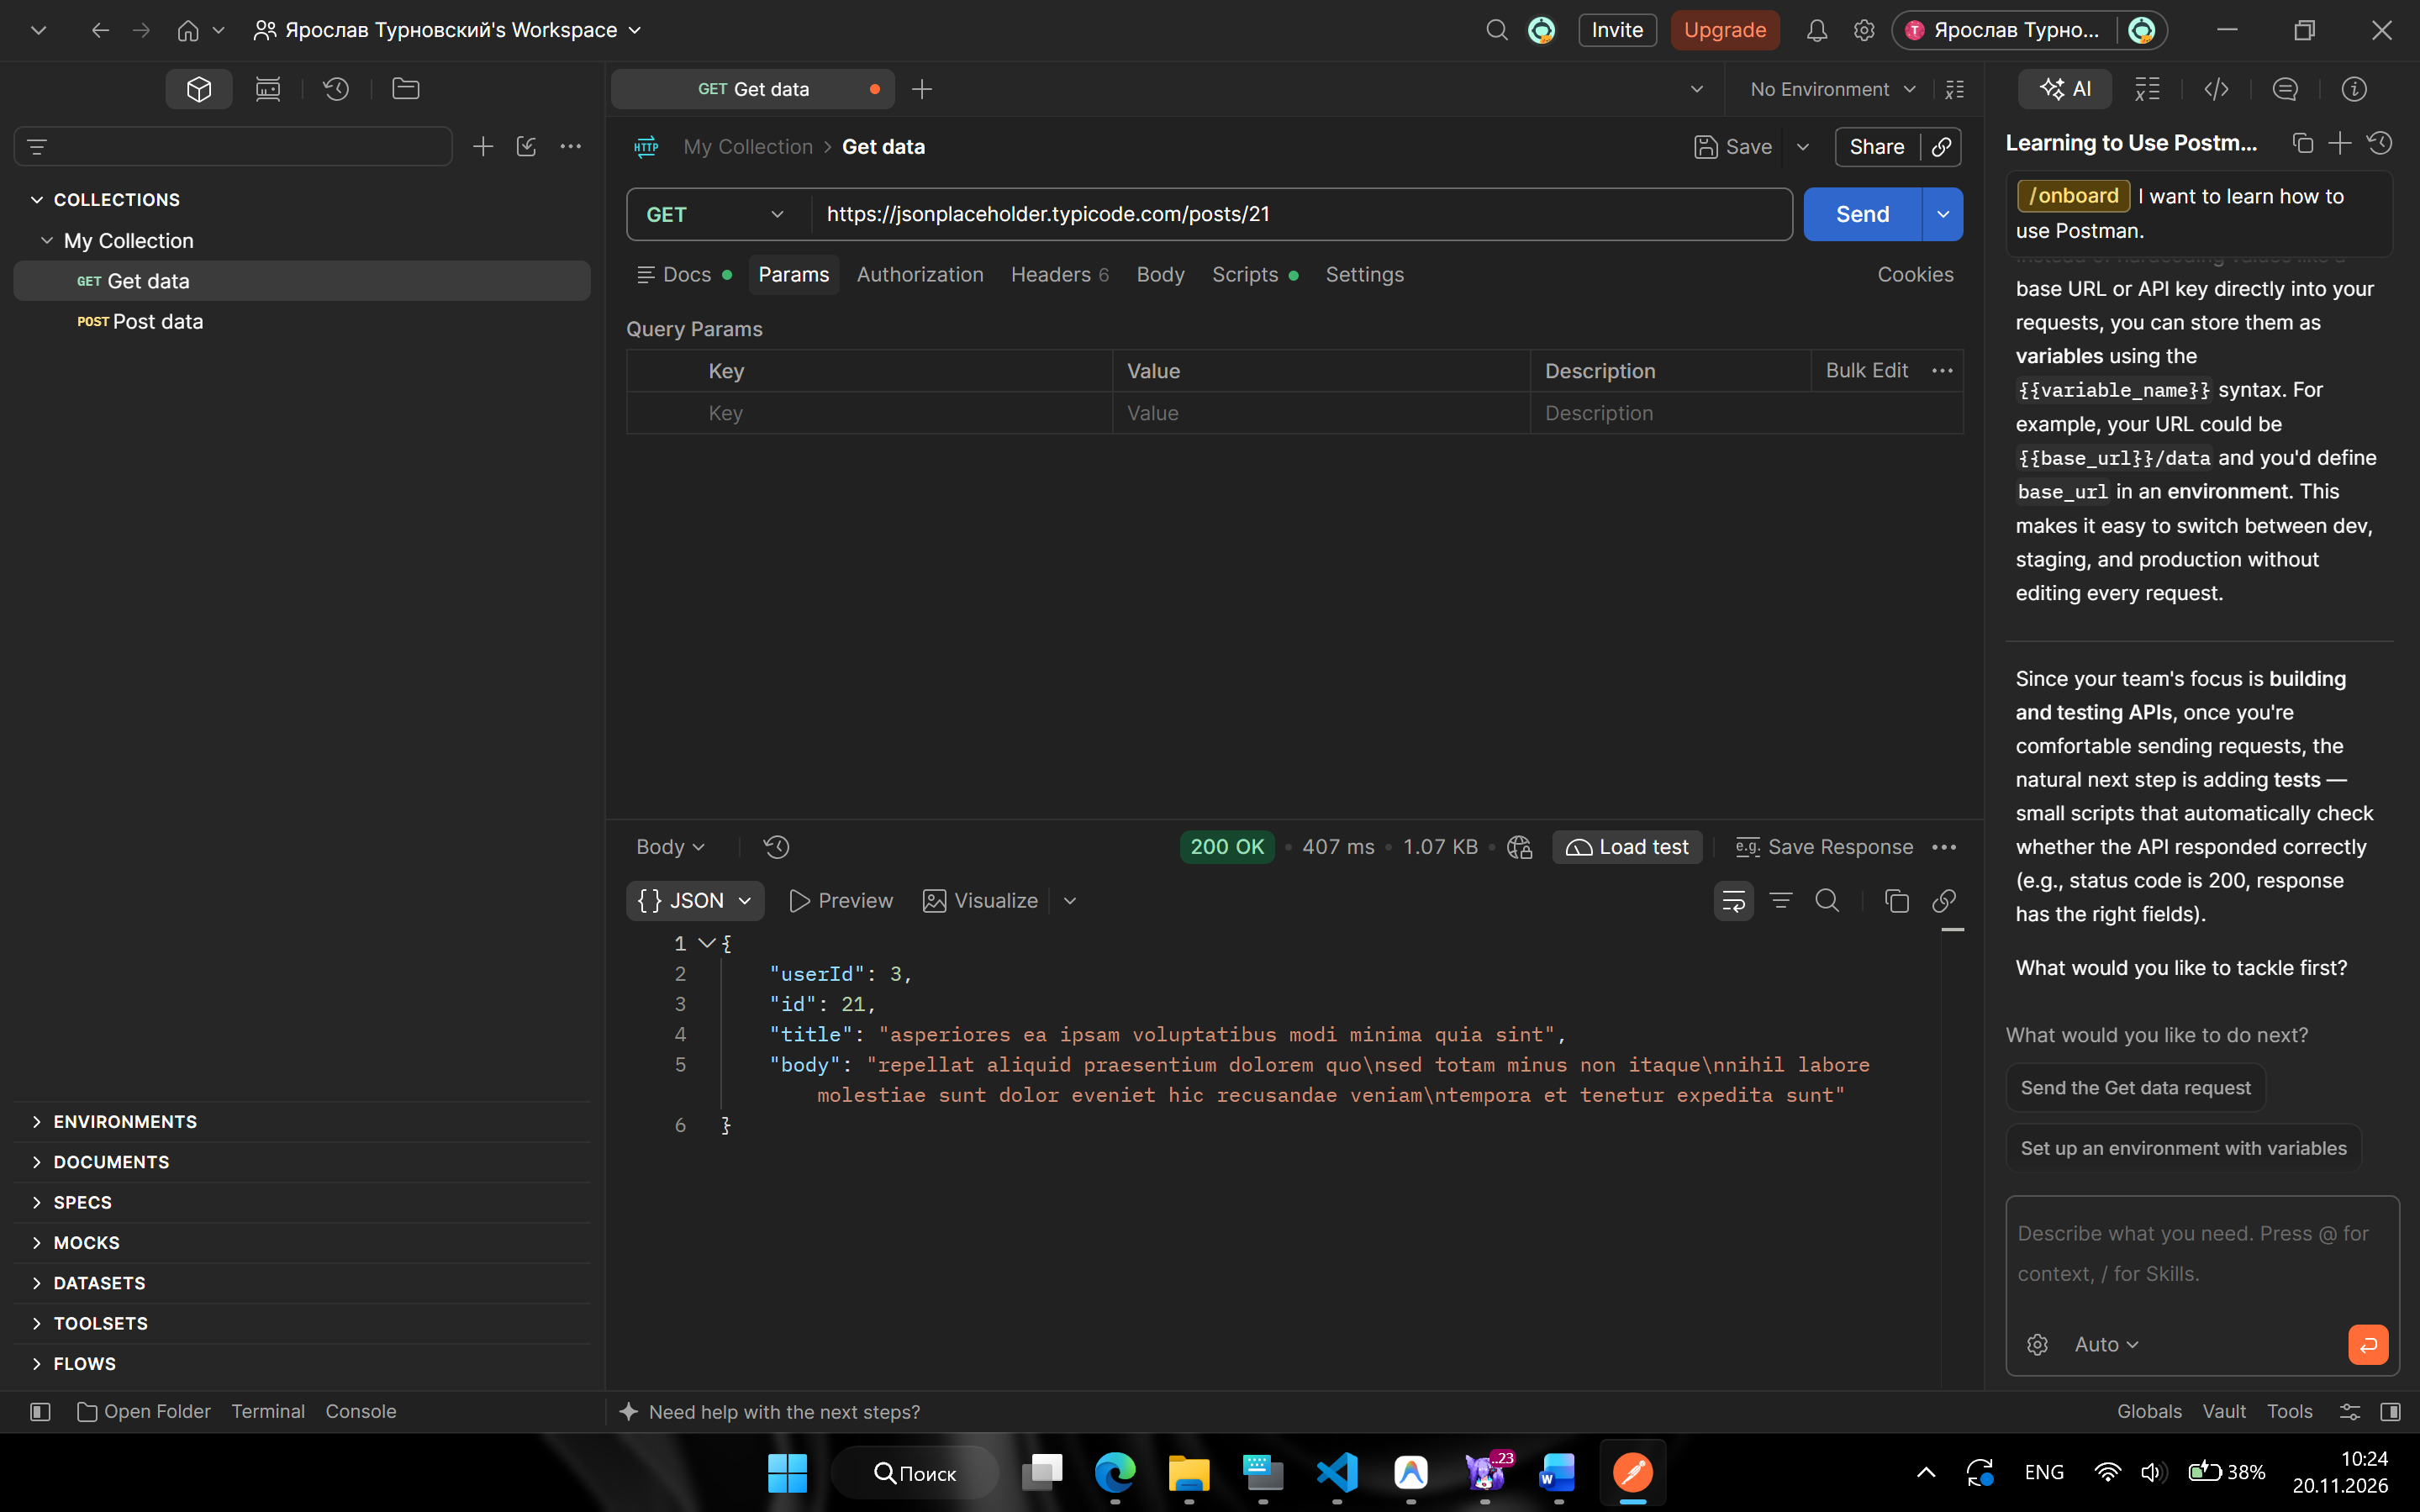 Ярослав Турновский's Workspace
Invite
Upgrade
T
Ярослав Турно...
GET Get data
No Environment
AI
HTTP
My Collection > Get data
Save
Share
Learning to Use Postm...
COLLECTIONS
My Collection
GET Get data
POST Post data
GET
https://jsonplaceholder.typicode.com/posts/21
Send
Docs
Params
Authorization
Headers 6
Body
Scripts
Settings
Cookies
Query Params
Key
Value
Description
Bulk Edit
Key
Value
Description
/onboard I want to learn how to
use Postman.
instead of hardcoding values like a
base URL or API key directly into your
requests, you can store them as
variables using the
{{variable_name}} syntax. For
example, your URL could be
{{base_url}}/data and you'd define
base_url in an environment. This
makes it easy to switch between dev,
staging, and production without
editing every request.
Since your team's focus is building
and testing APIs, once you're
comfortable sending requests, the
natural next step is adding tests —
small scripts that automatically check
whether the API responded correctly
(e.g., status code is 200, response
has the right fields).
What would you like to tackle first?
What would you like to do next?
Send the Get data request
Set up an environment with variables
Describe what you need. Press @ for
context, / for Skills.
Auto
Body
200 OK • 407 ms • 1.07 KB
Load test
e.g. Save Response
{} JSON
Preview
Visualize
1 {
2 "userId": 3,
3 "id": 21,
4 "title": "asperiores ea ipsam voluptatibus modi minima quia sint",
5 "body": "repellat aliquid praesentium dolorem quo\nsed totam minus non itaque\nnihil labore
molestiae sunt dolor eveniet hic recusandae veniam\ntempora et tenetur expedita sunt"
6 }
ENVIRONMENTS
DOCUMENTS
SPECS
MOCKS
DATASETS
TOOLSETS
FLOWS
Open Folder
Terminal
Console
Need help with the next steps?
Globals
Vault
Tools
Поиск
..23
W
ENG
38%
10:24
20.11.2026